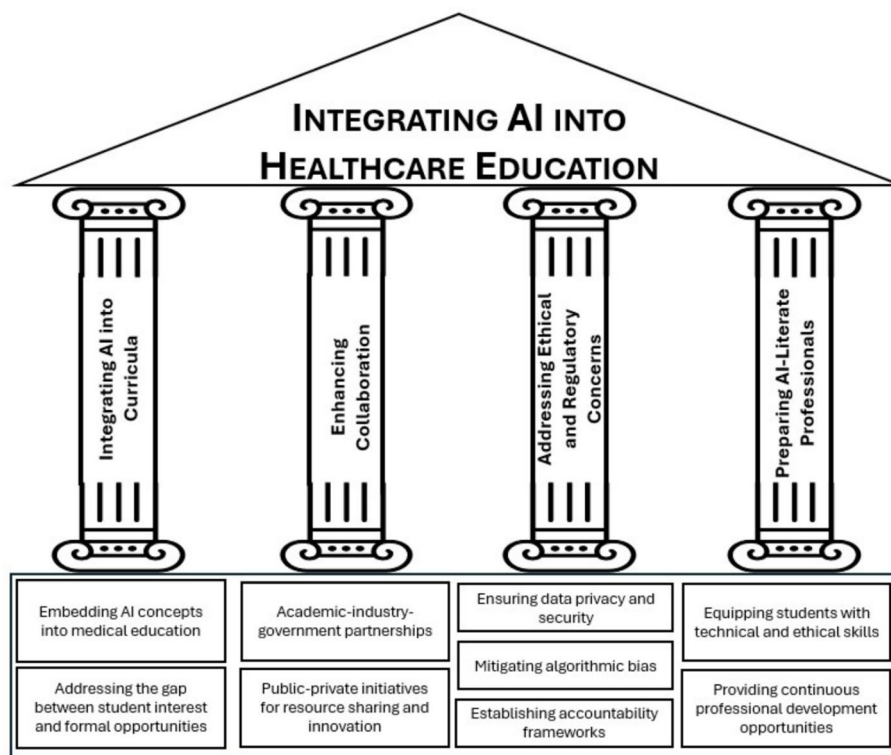 INTEGRATING AI INTO
HEALTHCARE EDUCATION
Integrating AI into
Curricula
Enhancing
Collaboration
Addressing Ethical
and Regulatory
Concerns
Preparing AI-Literate
Professionals
Embedding AI concepts
into medical education
Addressing the gap
between student interest
and formal opportunities
Academic-industry-
government partnerships
Public-private initiatives
for resource sharing and
innovation
Ensuring data privacy and
security
Mitigating algorithmic bias
Establishing accountability
frameworks
Equipping students with
technical and ethical skills
Providing continuous
professional development
opportunities